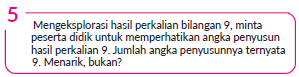 5
Mengeksplorasi hasil perkalian bilangan 9, minta
peserta didik untuk memperhatikan angka penyusun
hasil perkalian 9. Jumlah angka penyusunnya ternyata
9. Menarik, bukan?